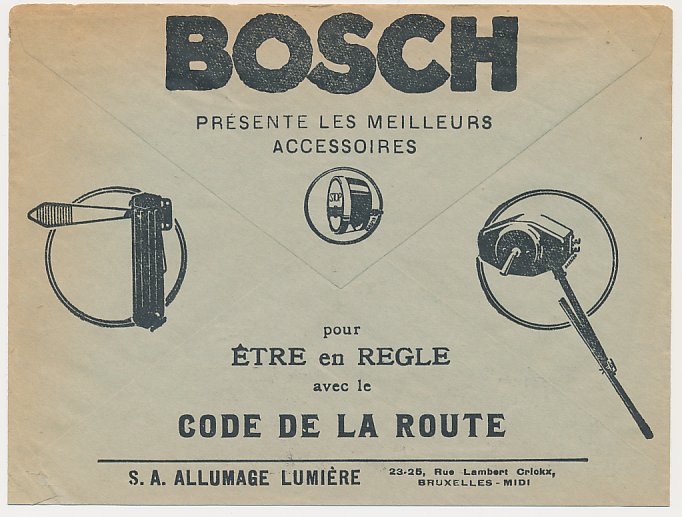 BOSCH
PRÉSENTE LES MEILLEURS
ACCESSOIRES
STOP
pour
ÊTRE en REGLE
avec le
CODE DE LA ROUTE
S. A. ALLUMAGE LUMIÈRE
23-25, Rue Lambert Crickx,
BRUXELLES - MIDI